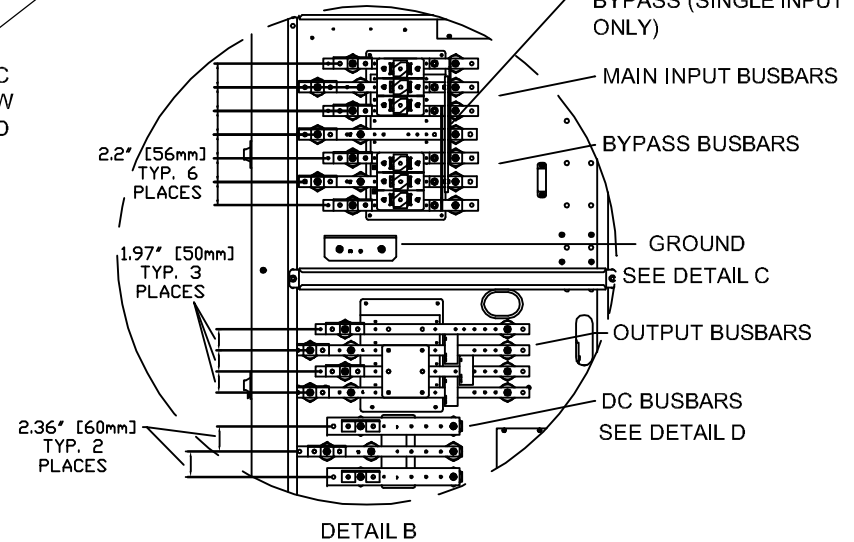 BYPASS (SINGLE INPUT
ONLY)
C
W
D
MAIN INPUT BUSBARS
BYPASS BUSBARS
2.2" [56mm]
TYP. 6
PLACES
GROUND
SEE DETAIL C
1.97" [50mm]
TYP. 3
PLACES
OUTPUT BUSBARS
DC BUSBARS
SEE DETAIL D
2.36" [60mm]
TYP. 2
PLACES
DETAIL B